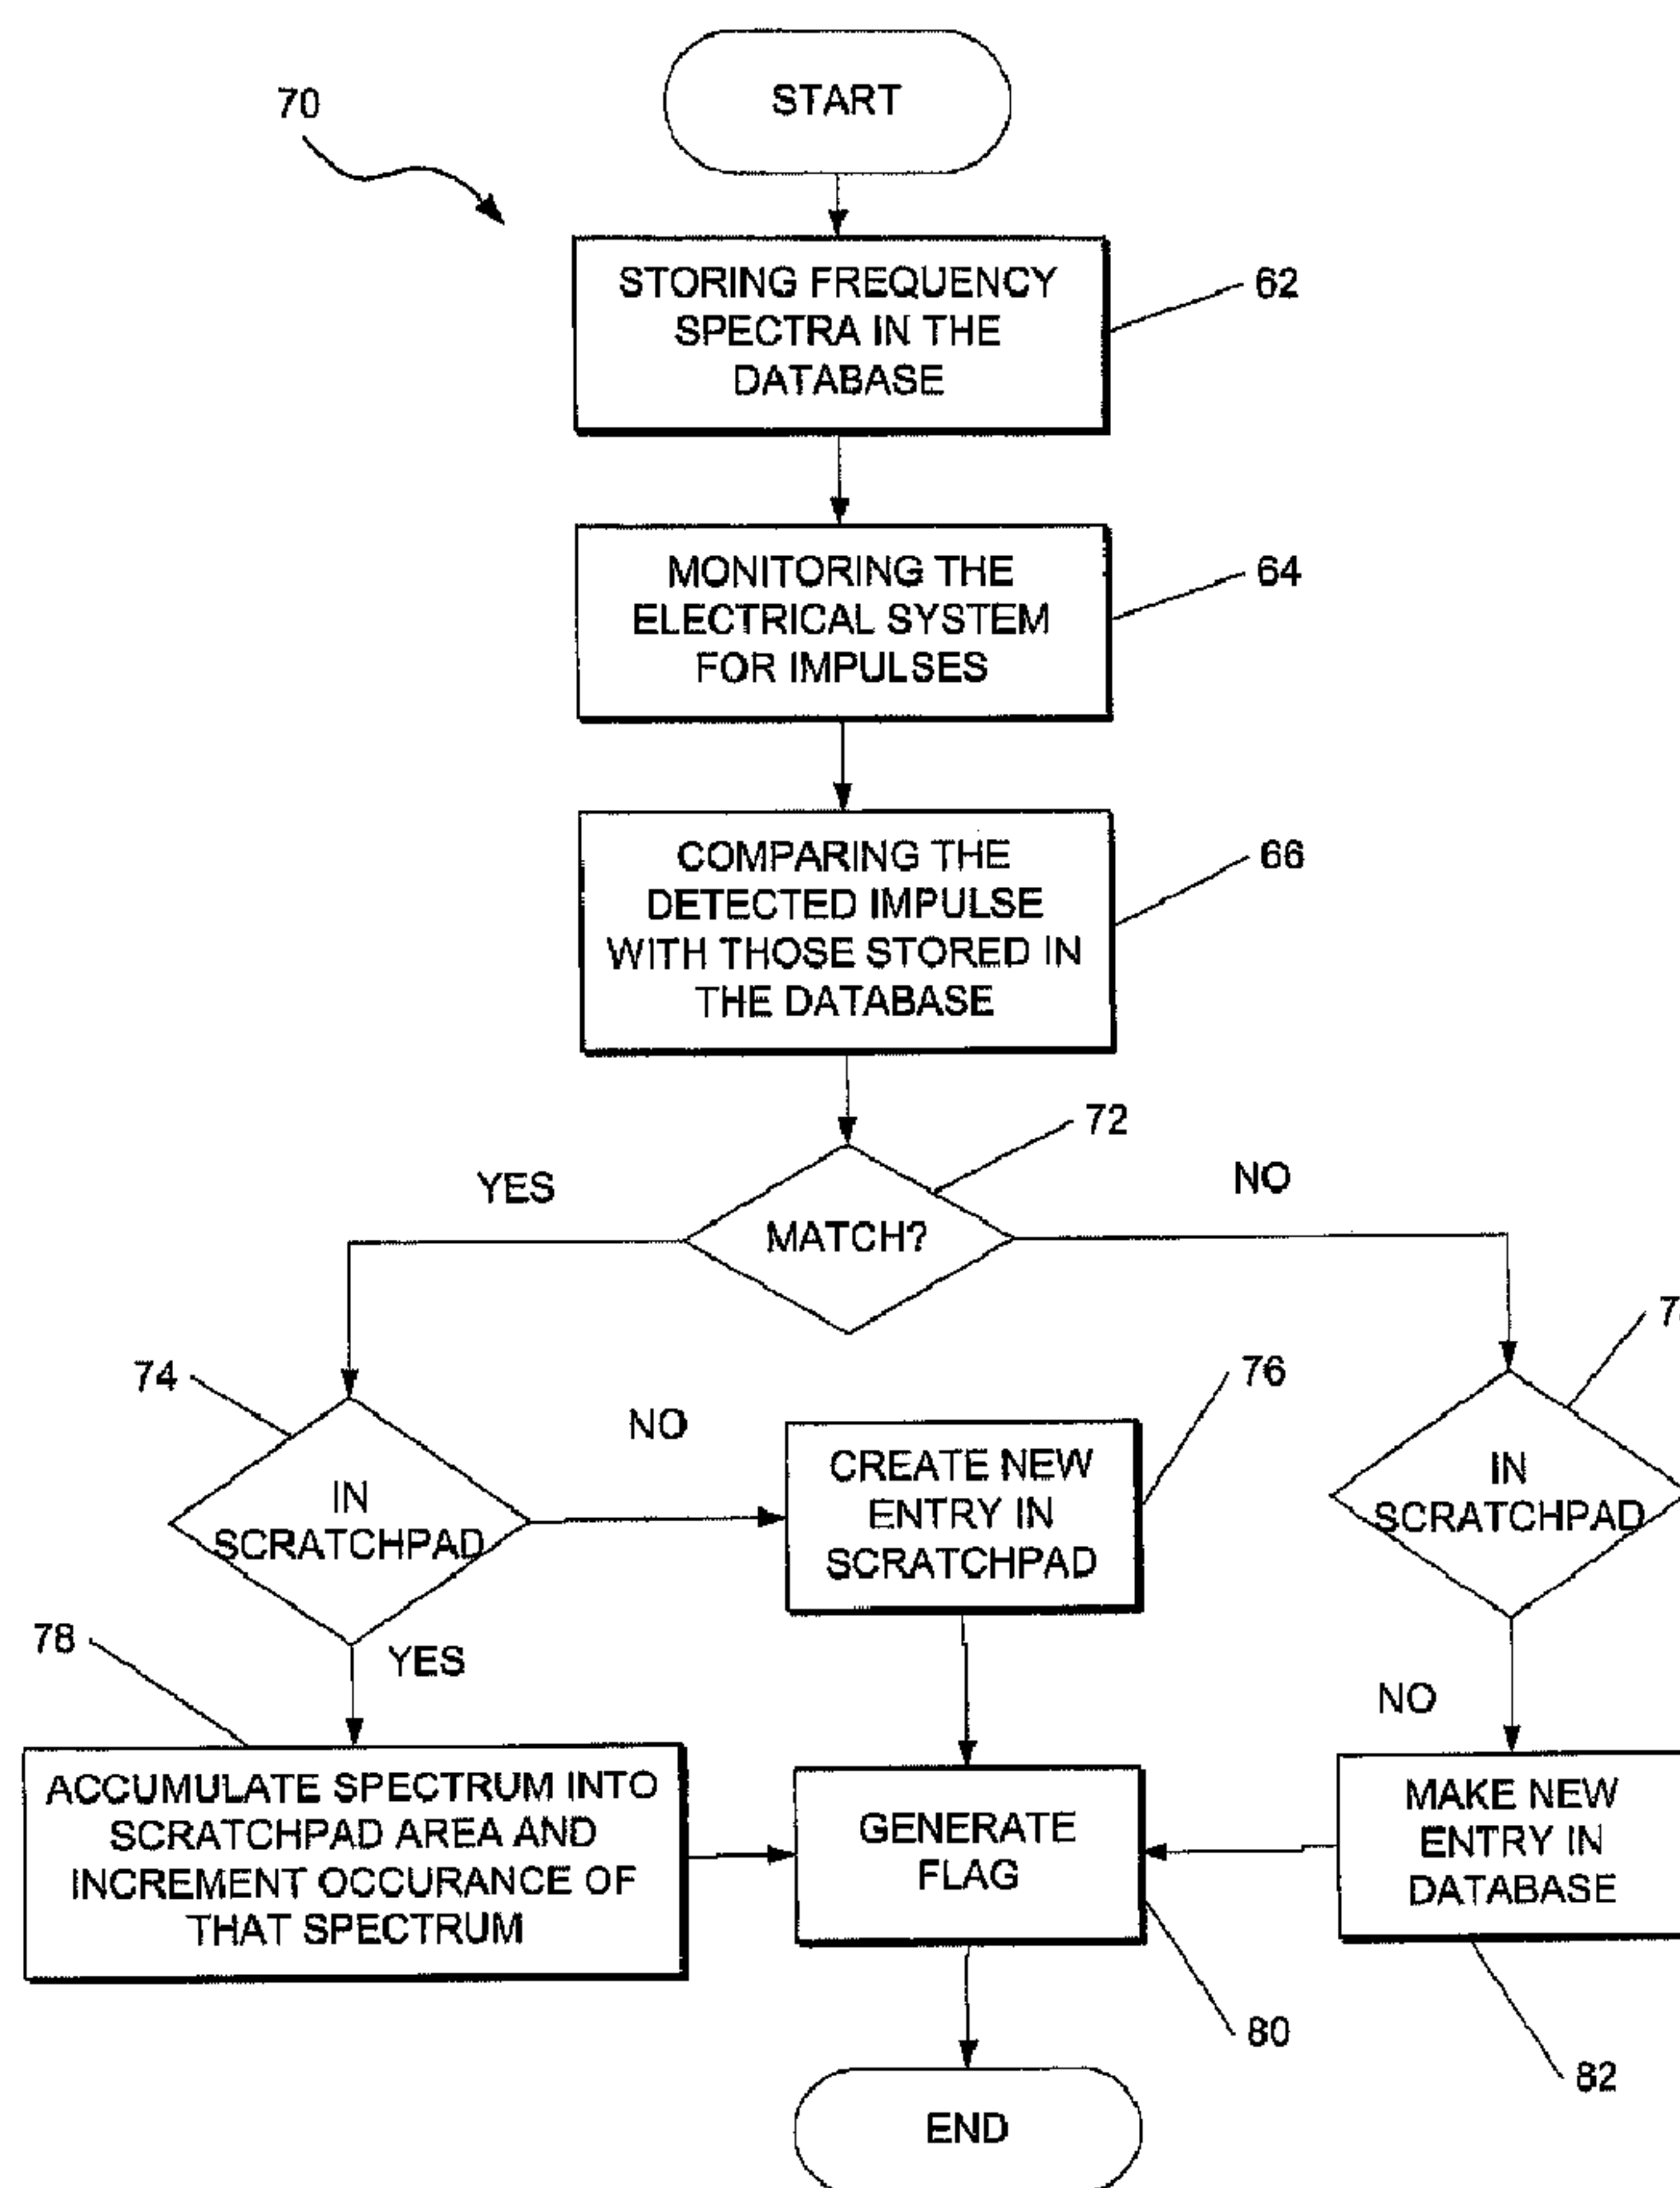 START
70
STORING FREQUENCY
SPECTRA IN THE
DATABASE
62
MONITORING THE
ELECTRICAL SYSTEM
FOR IMPULSES
64
COMPARING THE
DETECTED IMPULSE
WITH THOSE STORED IN
THE DATABASE
66
72
YES
MATCH?
NO
74
IN
SCRATCHPAD
NO
CREATE NEW
ENTRY IN
SCRATCHPAD
76
IN
SCRATCHPAD
78
YES
NO
ACCUMULATE SPECTRUM INTO
SCRATCHPAD AREA AND
INCREMENT OCCURANCE OF
THAT SPECTRUM
GENERATE
FLAG
MAKE NEW
ENTRY IN
DATABASE
80
82
END